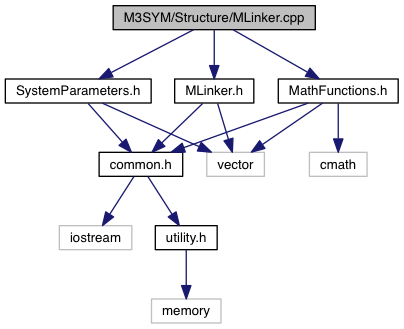 M3SYM/Structure/MLinker.cpp
SystemParameters.h
MLinker.h
MathFunctions.h
common.h
vector
cmath
iostream
utility.h
memory